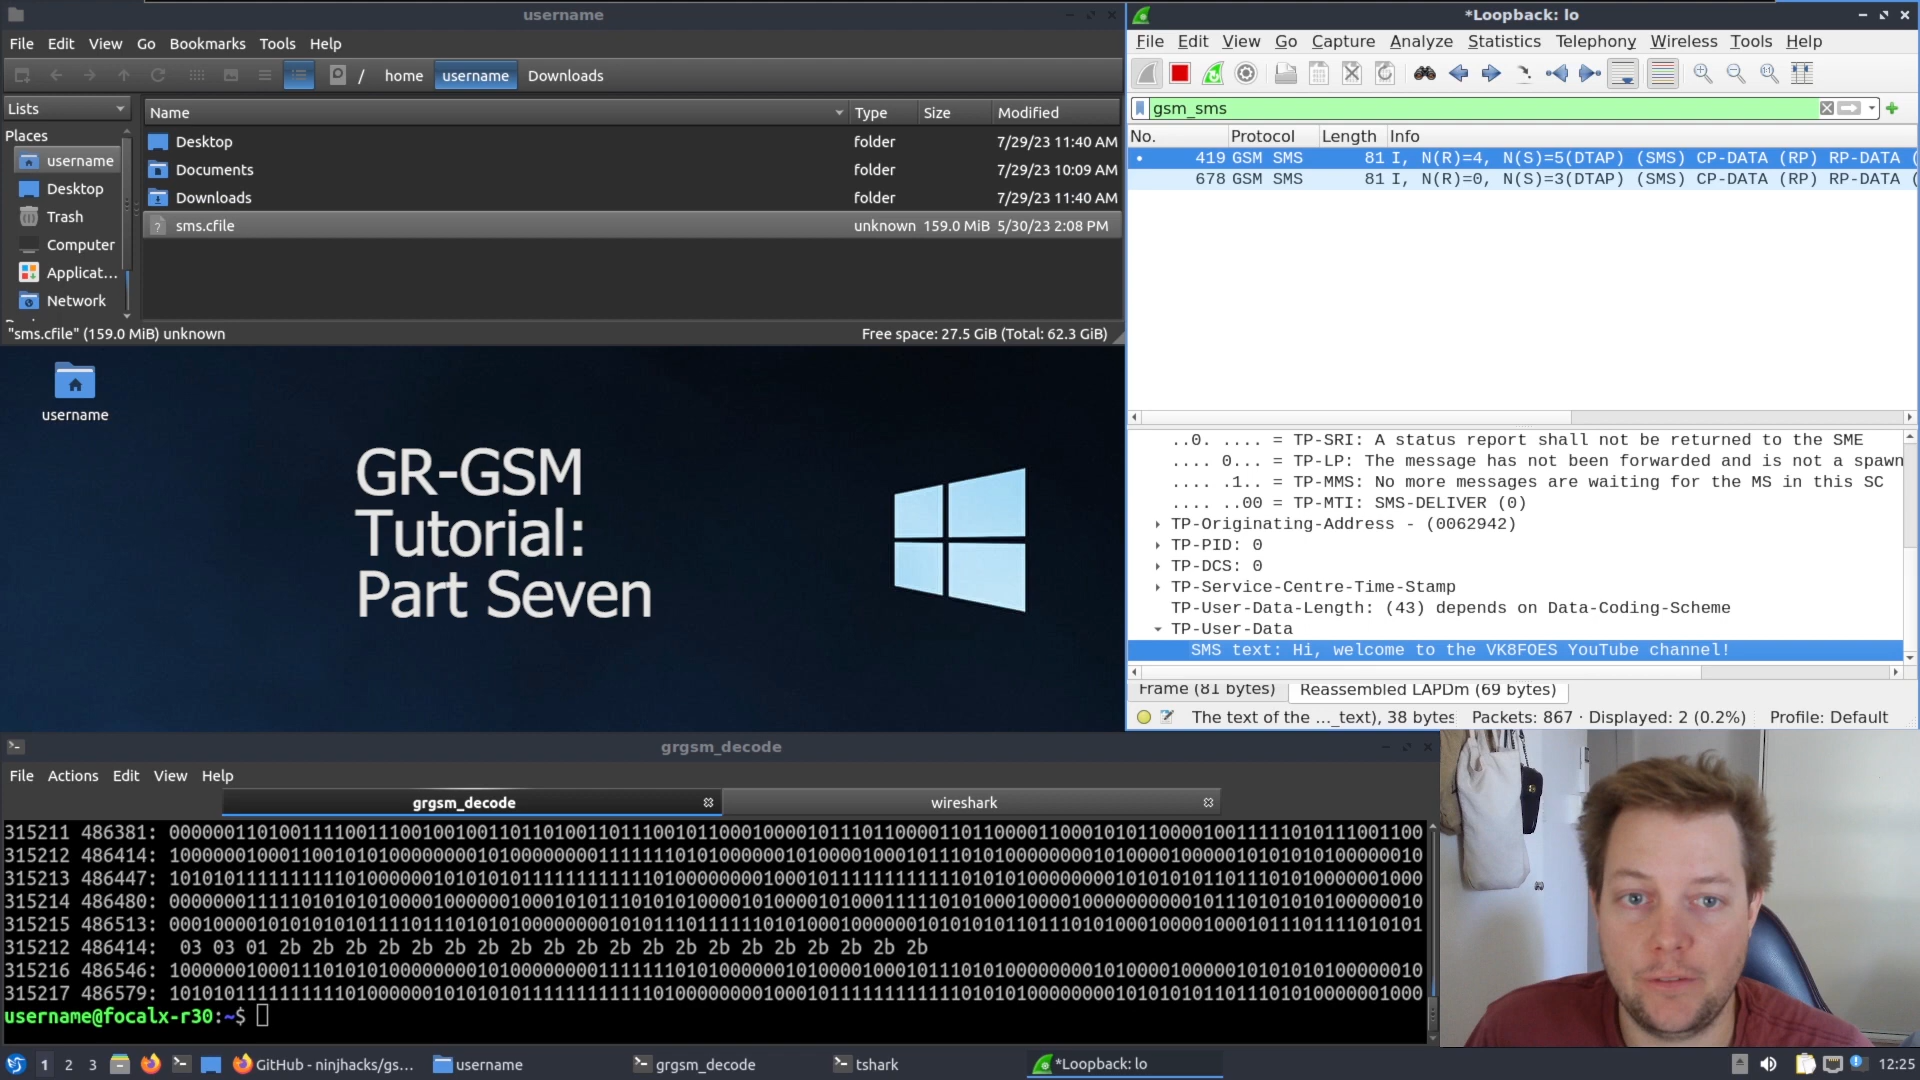 username
File Edit View Go Bookmarks Tools Help
/ home username Downloads
Lists
Places
username
Desktop
Trash
Computer
Applicat...
Network
Name Type Size Modified
Desktop folder 7/29/23 11:40 AM
Documents folder 7/29/23 10:09 AM
Downloads folder 7/29/23 11:40 AM
sms.cfile unknown 159.0 MiB 5/30/23 2:08 PM
"sms.cfile" (159.0 MiB) unknown Free space: 27.5 GiB (Total: 62.3 GiB)
username
GR-GSM
Tutorial:
Part Seven
*Loopback: lo
File Edit View Go Capture Analyze Statistics Telephony Wireless Tools Help
gsm_sms
No. Protocol Length Info
419 GSM SMS 81 I, N(R)=4, N(S)=5(DTAP) (SMS) CP-DATA (RP) RP-DATA (
678 GSM SMS 81 I, N(R)=0, N(S)=3(DTAP) (SMS) CP-DATA (RP) RP-DATA (
..0. .... = TP-SRI: A status report shall not be returned to the SME
.... 0... = TP-LP: The message has not been forwarded and is not a spawn
.... .1.. = TP-MMS: No more messages are waiting for the MS in this SC
.... ..00 = TP-MTI: SMS-DELIVER (0)
TP-Originating-Address - (0062942)
TP-PID: 0
TP-DCS: 0
TP-Service-Centre-Time-Stamp
TP-User-Data-Length: (43) depends on Data-Coding-Scheme
TP-User-Data
SMS text: Hi, welcome to the VK8FOES YouTube channel!
Frame (81 bytes) Reassembled LAPDm (69 bytes)
The text of the …_text), 38 bytes Packets: 867 · Displayed: 2 (0.2%) Profile: Default
grgsm_decode
File Actions Edit View Help
grgsm_decode wireshark
315211 486381:
315212 486414:
315213 486447:
315214 486480:
315215 486513:
315212 486414: 03 03 01 2b 2b 2b 2b 2b 2b 2b 2b 2b 2b 2b 2b 2b 2b 2b 2b 2b 2b 2b 2b
315216 486546:
315217 486579:
username@focalx-r30:~$
1 2 3 GitHub - ninjhacks/gs... username grgsm_decode tshark *Loopback: lo 12:25